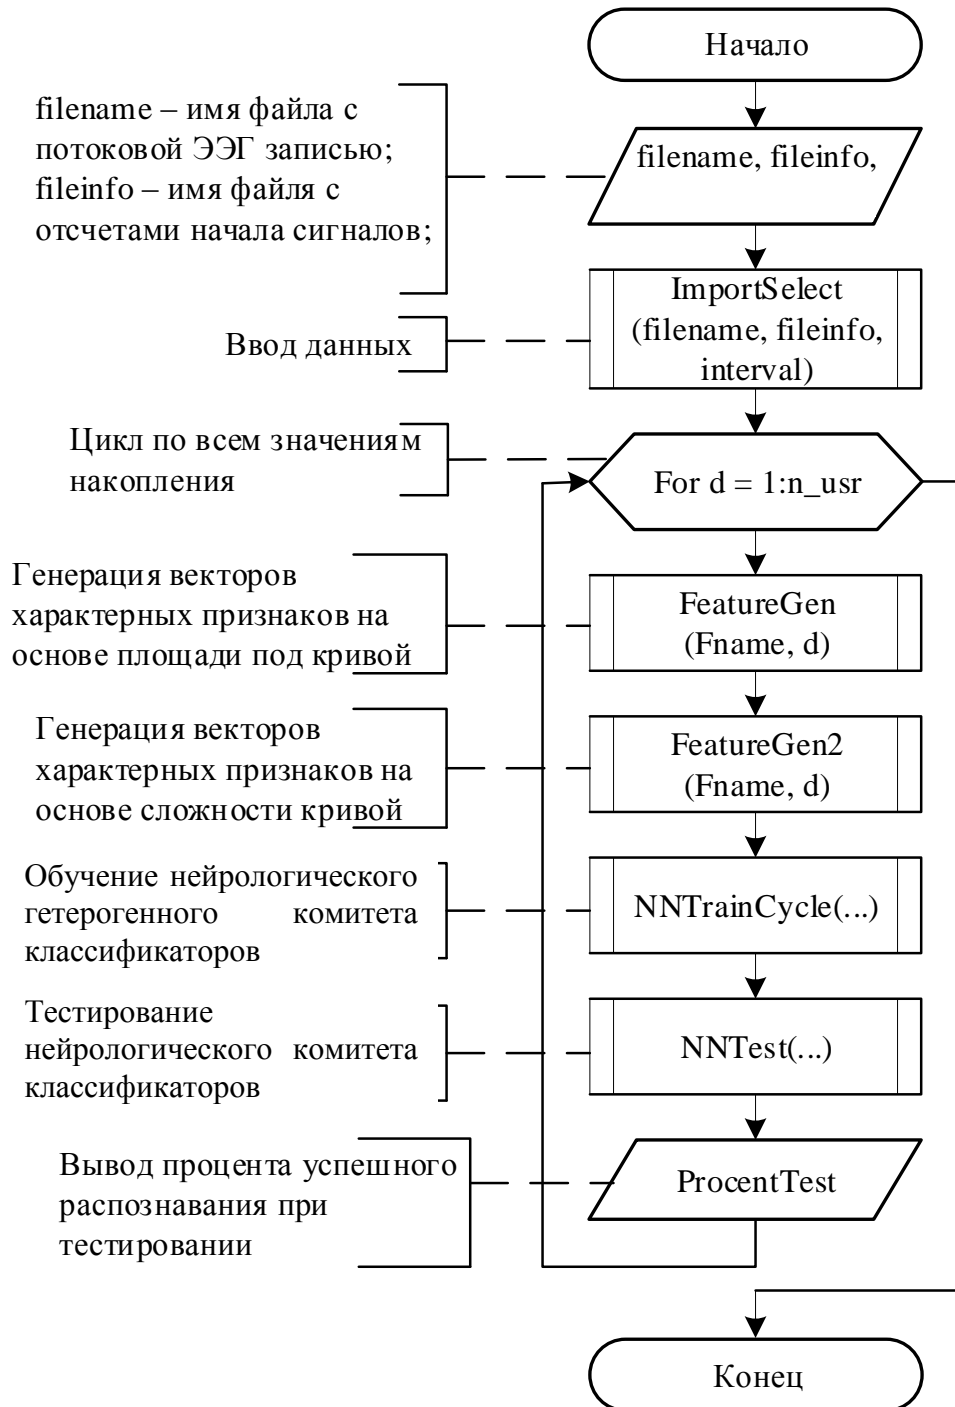 Начало
filename – имя файла с
потоковой ЭЭГ записью;
fileinfo – имя файля с
отсчетами начала сигналов;
filename, fileinfo,
ImportSelect
(filename, fileinfo,
interval)
Ввод данных
Цикл по всем значениям
накопления
For d = 1:n_usr
Генерация векторов
характерных признаков на
основе площади под кривой
FeatureGen
(Fname, d)
Генерация векторов
характерных признаков на
основе сложности кривой
FeatureGen2
(Fname, d)
Обучение нейрологического
гетерогенного комитета
классификаторов
NNTrainCycle(...)
Тестирование
нейрологического комитета
классификаторов
NNTest(...)
Вывод процента успешного
распознавания при
тестировании
ProcentTest
Конец